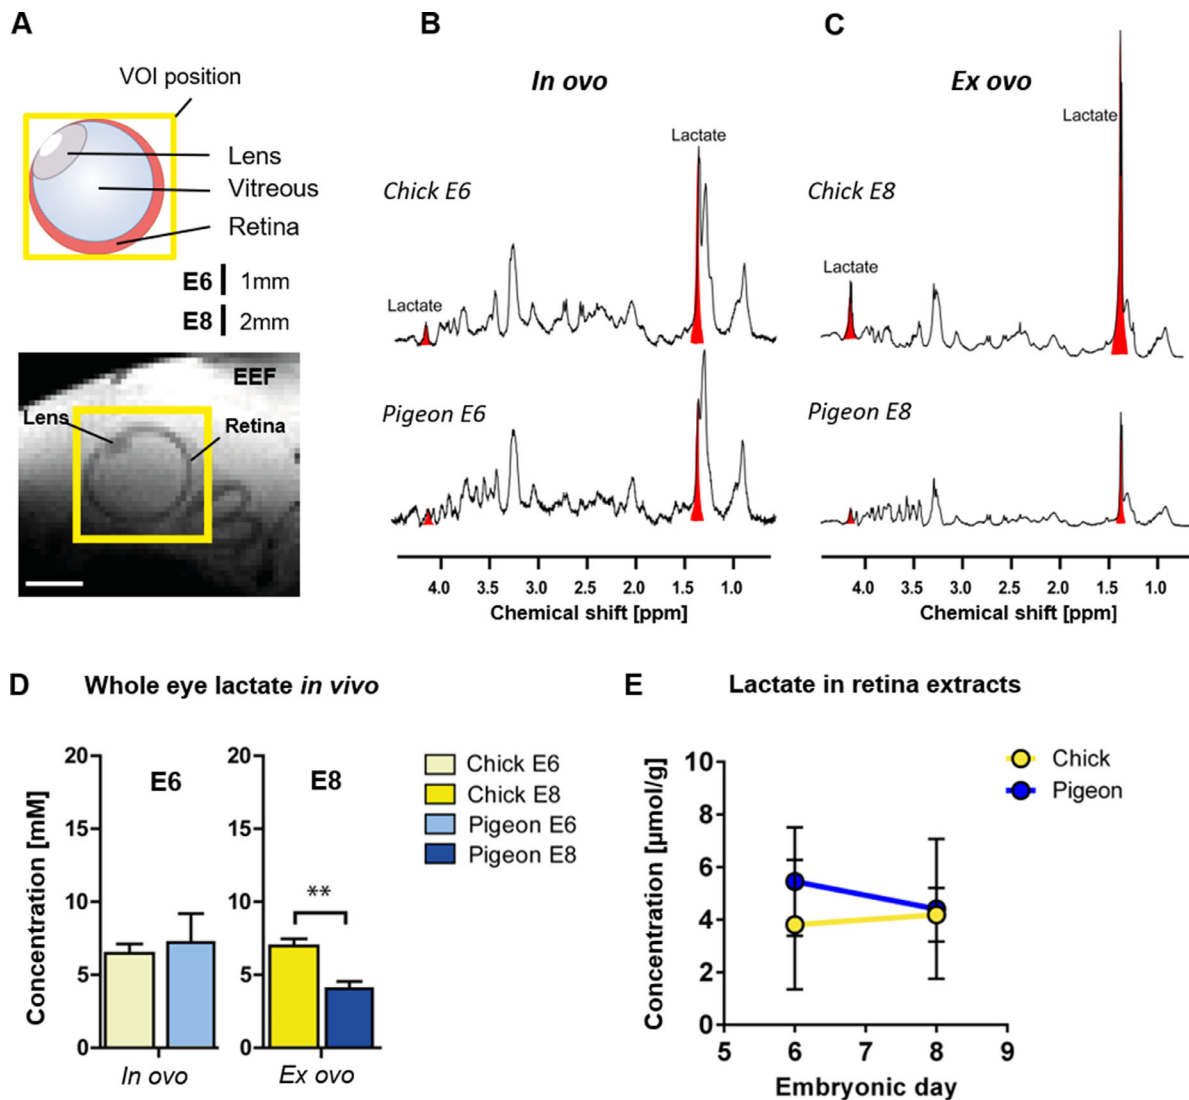 A
VOI position
Lens
Vitreous
Retina
E6 1mm
E8 2mm
EEF
Lens
Retina
B
In ovo
Lactate
Chick E6
Lactate
Pigeon E6
4.0 3.5 3.0 2.5 2.0 1.5 1.0
Chemical shift [ppm]
C
Ex ovo
Lactate
Chick E8
Lactate
Pigeon E8
4.0 3.5 3.0 2.5 2.0 1.5 1.0
Chemical shift [ppm]
D Whole eye lactate in vivo
Concentration [mM]
20
15
10
5
0
E6
In ovo
20
15
10
5
0
E8
**
Ex ovo
Chick E6
Chick E8
Pigeon E6
Pigeon E8
E Lactate in retina extracts
Concentration [µmol/g]
10
8
6
4
2
0
5 6 7 8 9
Embryonic day
Chick
Pigeon